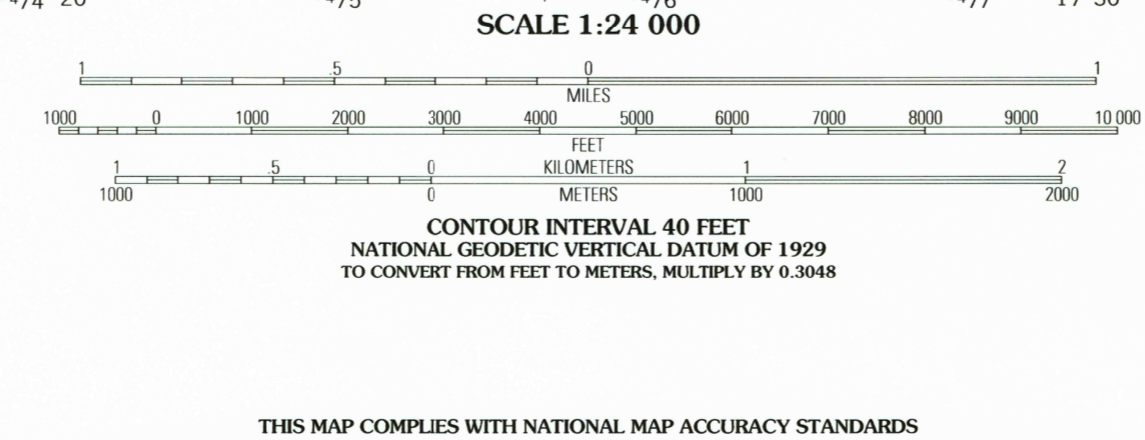 SCALE 1:24 000
1 .5 0 1
MILES
1000 0 1000 2000 3000 4000 5000 6000 7000 8000 9000 10 000
FEET
1 .5 0 KILOMETERS 1 2
1000 0 METERS 1000 2000
CONTOUR INTERVAL 40 FEET
NATIONAL GEODETIC VERTICAL DATUM OF 1929
TO CONVERT FROM FEET TO METERS, MULTIPLY BY 0.3048
THIS MAP COMPLIES WITH NATIONAL MAP ACCURACY STANDARDS